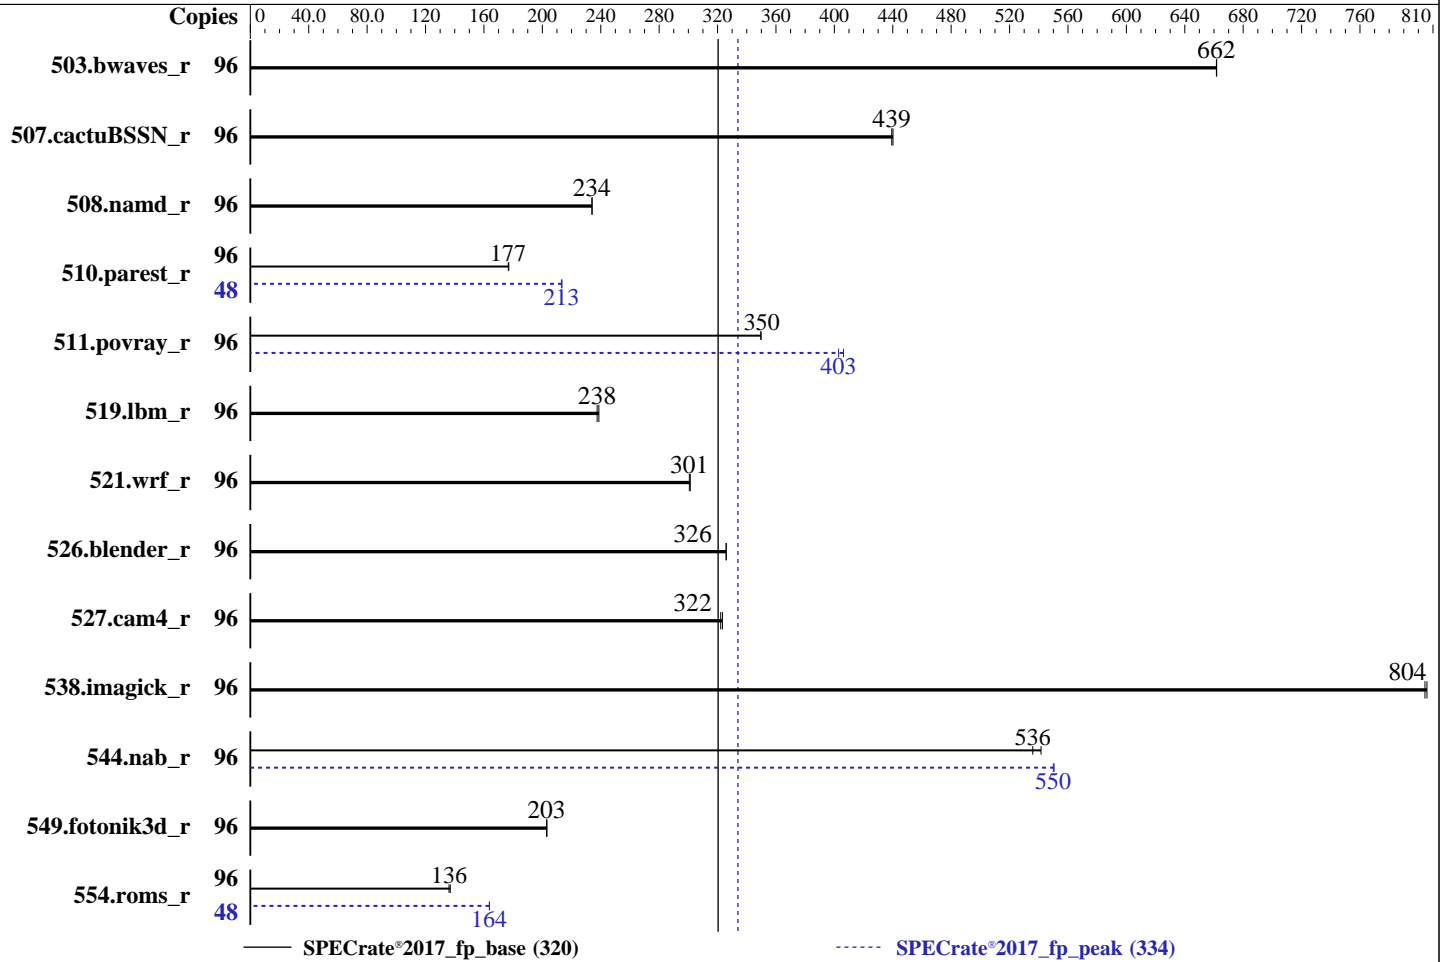 Copies 0 40.0 80.0 120 160 200 240 280 320 360 400 440 480 520 560 600 640 680 720 760 810
503.bwaves_r 96 662
507.cactuBSSN_r 96 439
508.namd_r 96 234
510.parest_r 96 177
48 213
511.povray_r 96 350
403
519.lbm_r 96 238
521.wrf_r 96 301
526.blender_r 96 326
527.cam4_r 96 322
538.imagick_r 96 804
544.nab_r 96 536
550
549.fotonik3d_r 96 203
554.roms_r 96 136
48 164
SPECrate®2017_fp_base (320) SPECrate®2017_fp_peak (334)